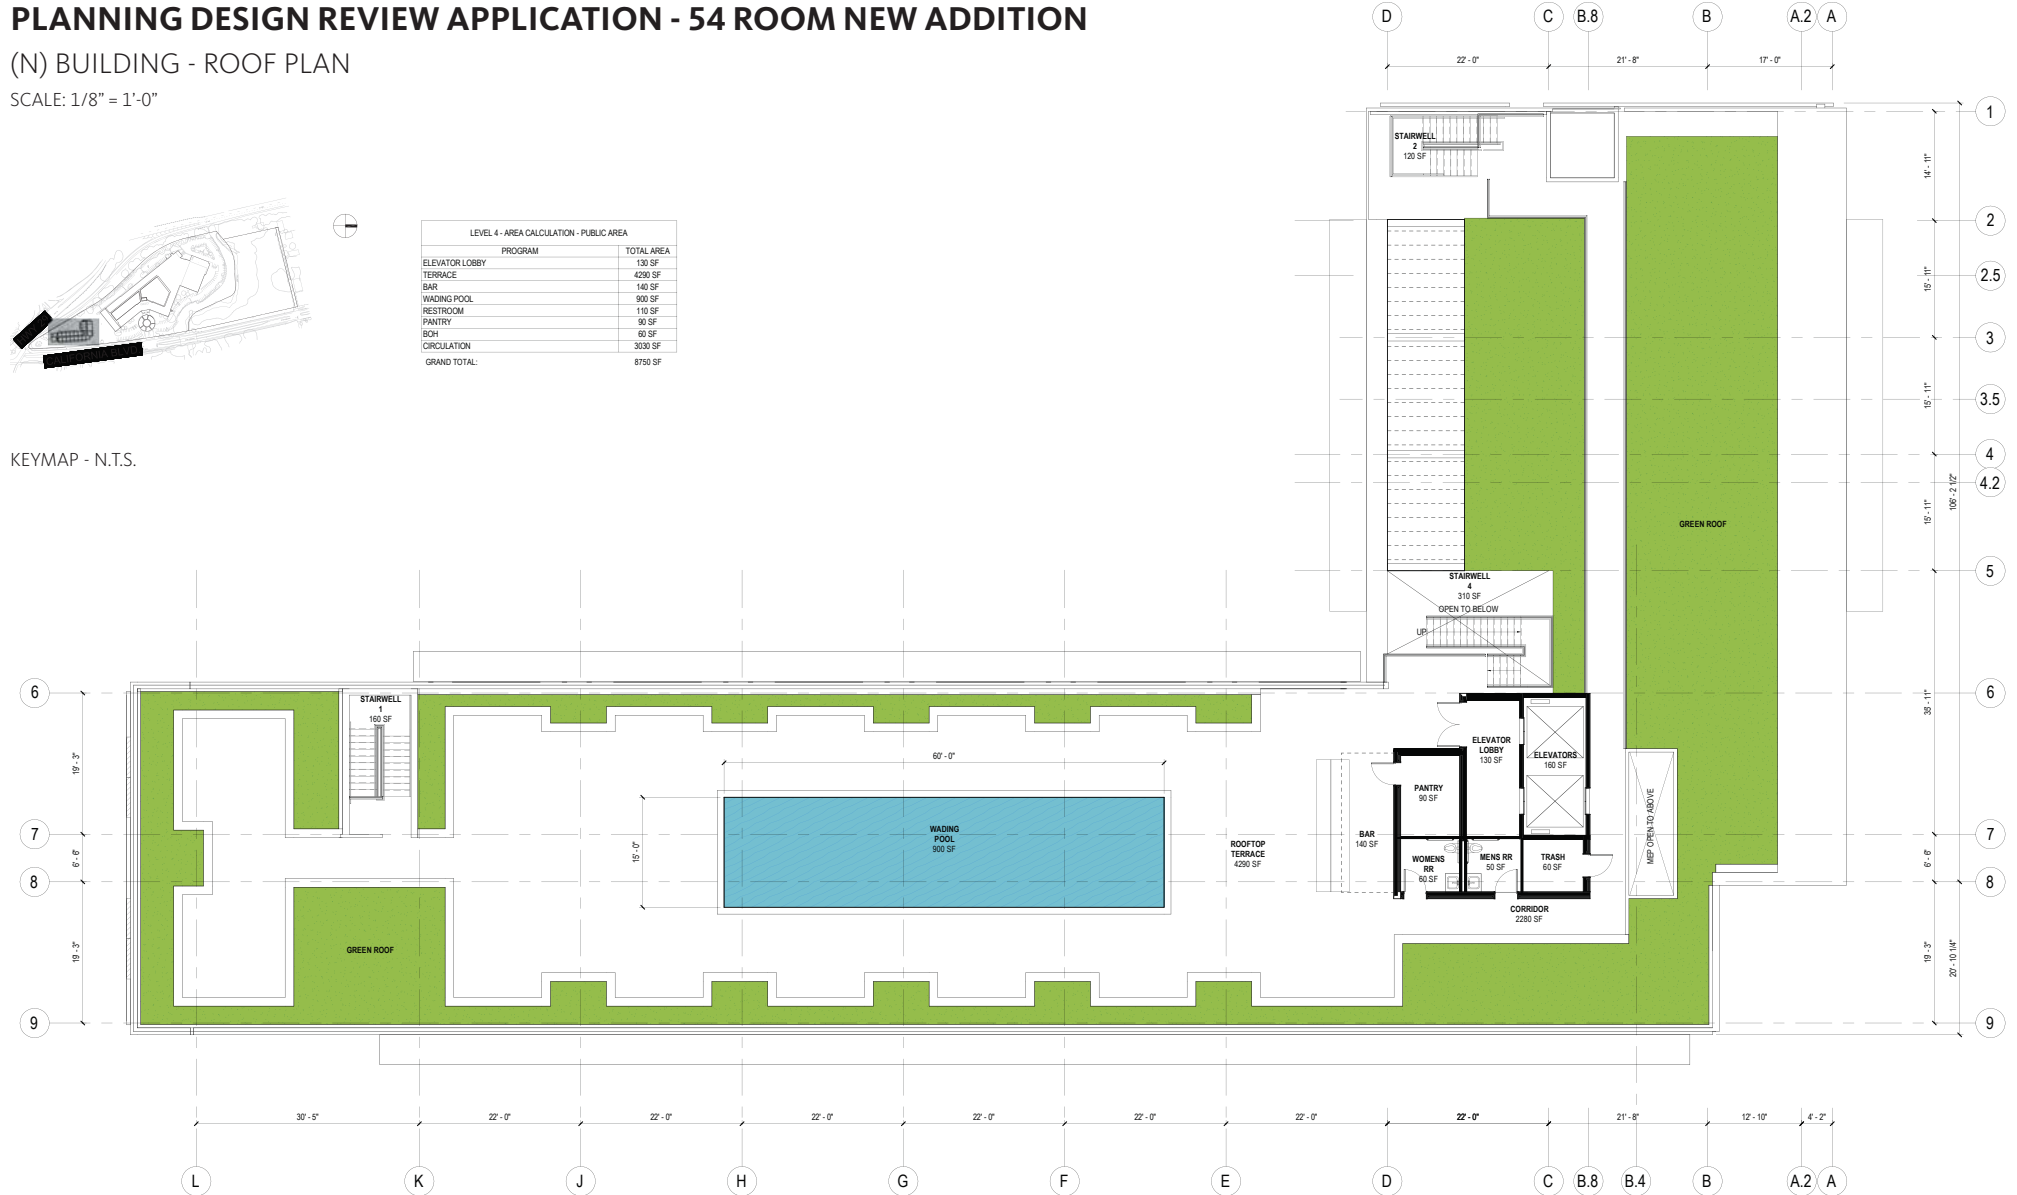 PLANNING DESIGN REVIEW APPLICATION - 54 ROOM NEW ADDITION
(N) BUILDING - ROOF PLAN
SCALE: 1/8” = 1’-0”
D
C
B.8
B
A.2
A
22' - 0"
21' - 8"
17' - 0"
LEVEL 4 - AREA CALCULATION - PUBLIC AREA
PROGRAM TOTAL AREA
ELEVATOR LOBBY 130 SF
TERRACE 4290 SF
BAR 140 SF
WADING POOL 900 SF
RESTROOM 110 SF
PANTRY 90 SF
BOH 60 SF
CIRCULATION 3030 SF
GRAND TOTAL: 8750 SF
CALIFORNIA BLVD
KEYMAP - N.T.S.
STAIRWELL
2
120 SF
GREEN ROOF
STAIRWELL
4
310 SF
OPEN TO BELOW
UP
1
2
2.5
3
3.5
4
4.2
5
6
7
8
9
14' - 11"
15' - 11"
15' - 11"
15' - 11"
35' - 11"
6' - 6"
19' - 3"
106' - 2 1/2"
20' - 10 1/4"
6
7
8
9
19' - 3"
6' - 6"
19' - 3"
STAIRWELL
1
160 SF
60' - 0"
15' - 0"
WADING
POOL
900 SF
ROOFTOP
TERRACE
4290 SF
BAR
140 SF
PANTRY
90 SF
ELEVATOR
LOBBY
130 SF
ELEVATORS
160 SF
WOMENS
RR
60 SF
MENS RR
50 SF
TRASH
60 SF
MEP OPEN TO ABOVE
CORRIDOR
2280 SF
GREEN ROOF
30' - 5"
22' - 0"
22' - 0"
22' - 0"
22' - 0"
22' - 0"
22' - 0"
22' - 0"
21' - 8"
12' - 10"
4' - 2"
L
K
J
H
G
F
E
D
C
B.8
B.4
B
A.2
A